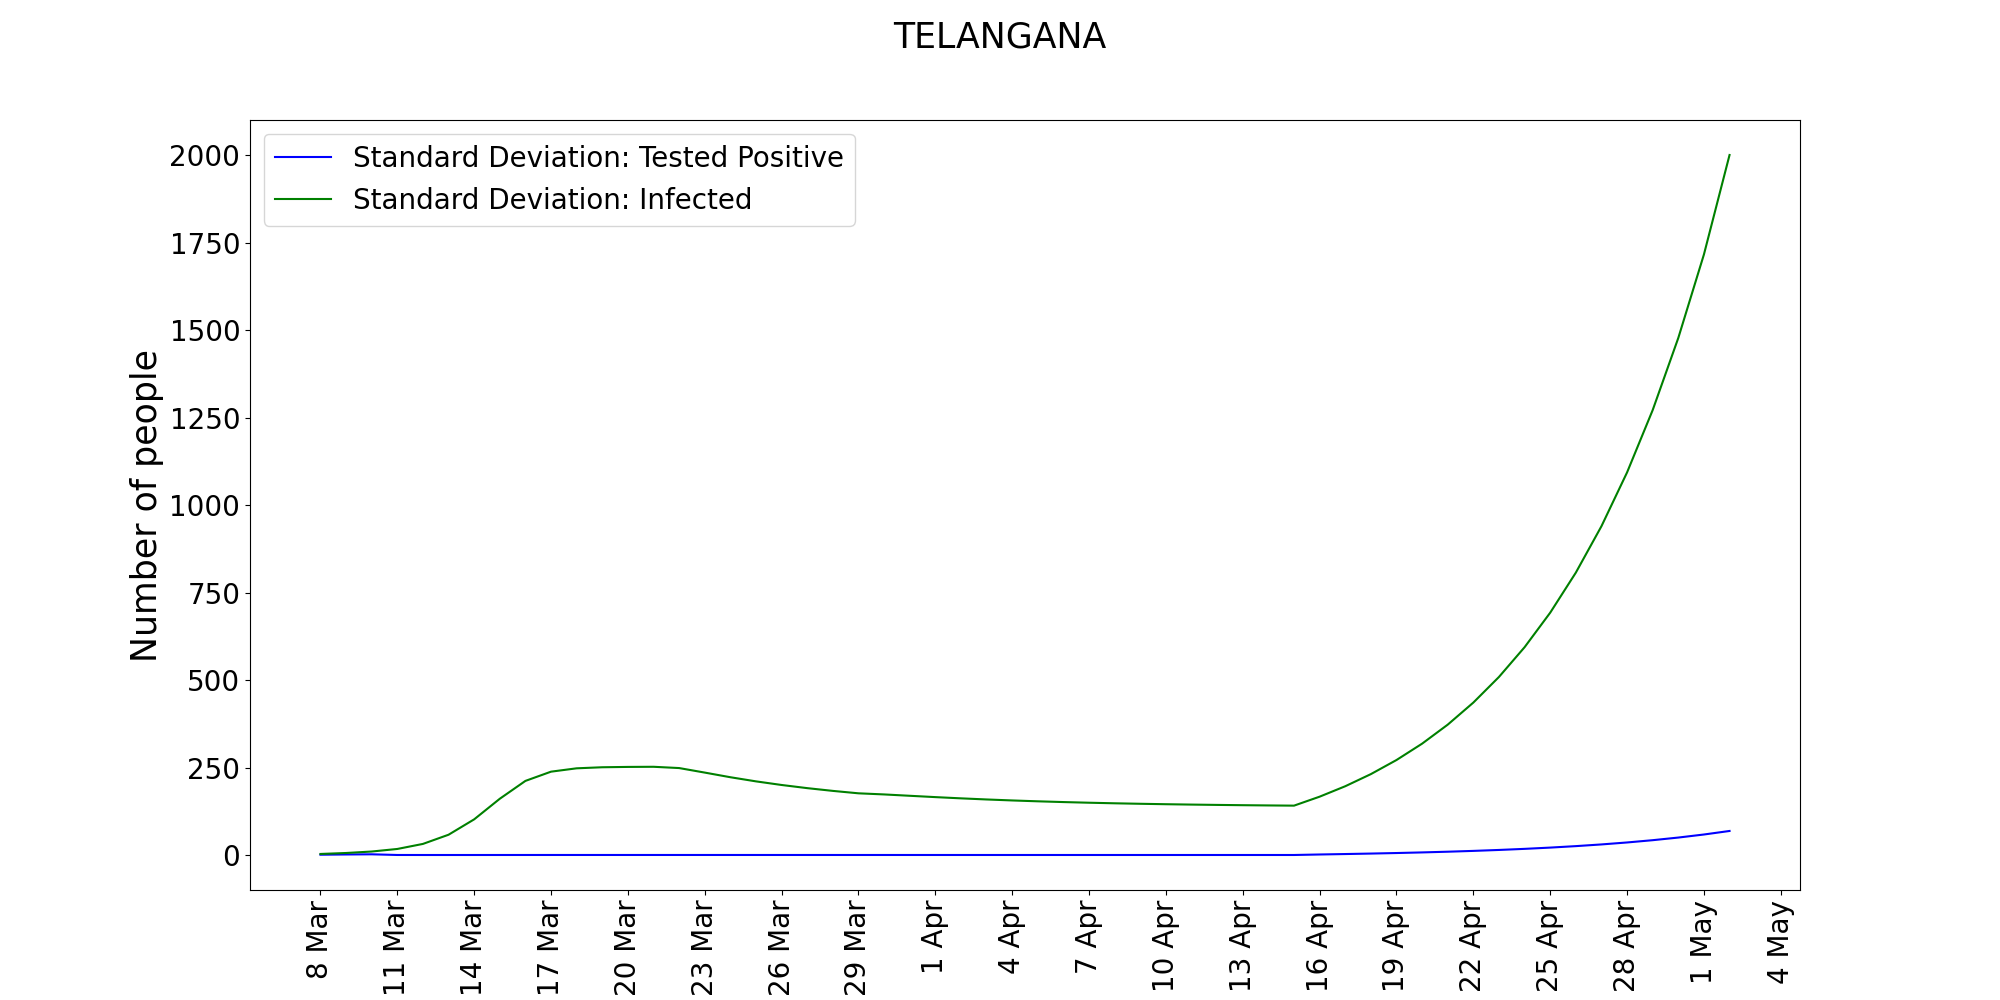 TELANGANA
Standard Deviation: Tested Positive
Standard Deviation: Infected
Number of people
2000
1750
1500
1250
1000
750
500
250
0
8 Mar
11 Mar
14 Mar
17 Mar
20 Mar
23 Mar
26 Mar
29 Mar
1 Apr
4 Apr
7 Apr
10 Apr
13 Apr
16 Apr
19 Apr
22 Apr
25 Apr
28 Apr
1 May
4 May